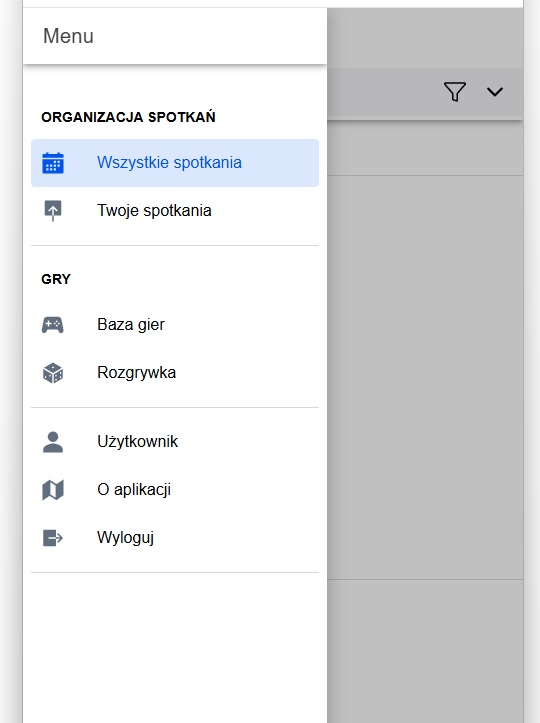 Menu
ORGANIZACJA SPOTKAŃ
Wszystkie spotkania
Twoje spotkania
GRY
Baza gier
Rozgrywka
Użytkownik
O aplikacji
Wyloguj